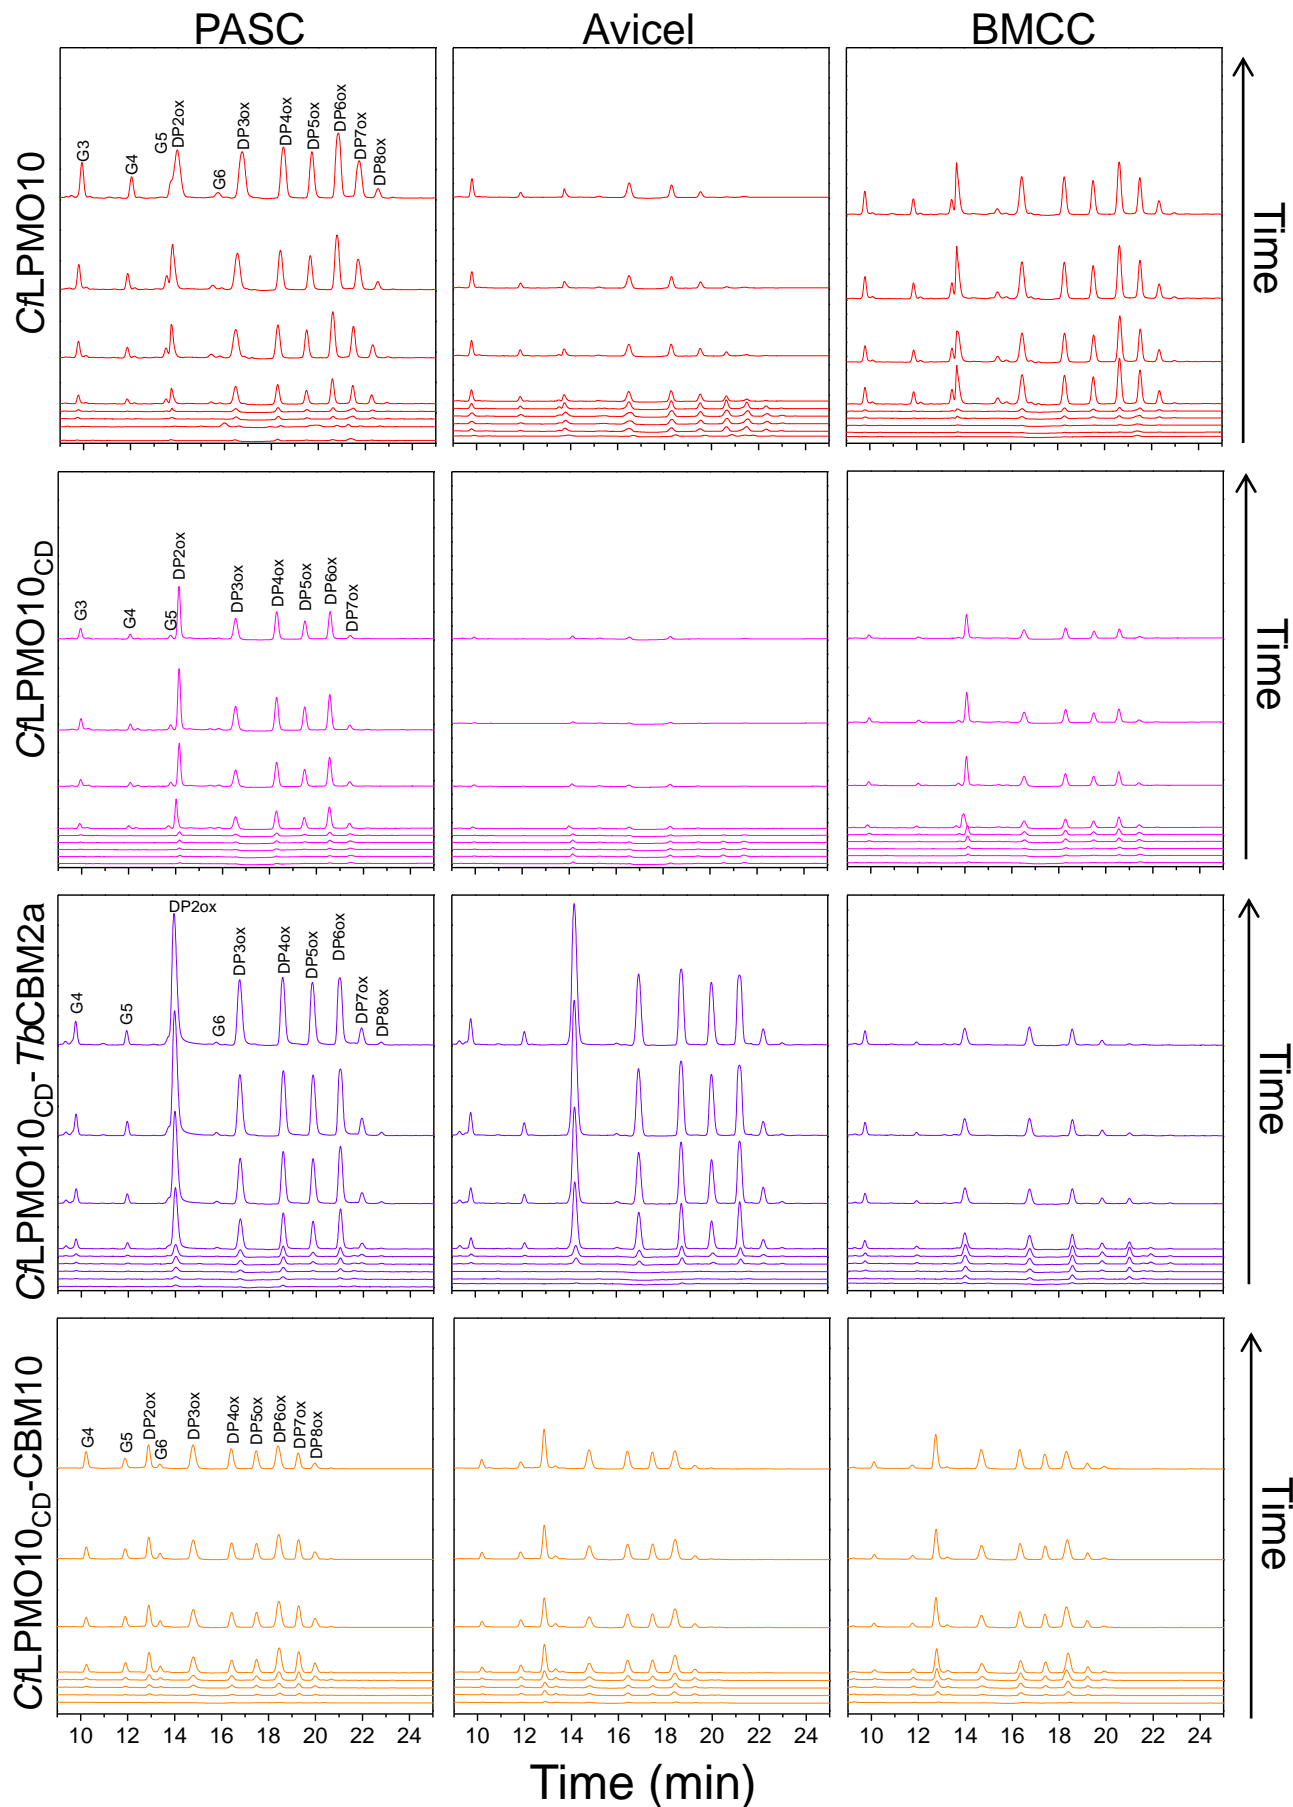 PASC Avicel BMCC
CfLPMO10
G3 G4 G5 DP2ox G6 DP3ox DP4ox DP5ox DP6ox DP7ox DP8ox
Time
CfLPMO10CD
G3 G4 G5 DP2ox DP3ox DP4ox DP5ox DP6ox DP7ox
Time
CfLPMO10CD-TbCBM2a
G4 G5 DP2ox G6 DP3ox DP4ox DP5ox DP6ox DP7ox DP8ox
Time
CfLPMO10CD-CBM10
G4 G5 DP2ox G6 DP3ox DP4ox DP5ox DP6ox DP7ox DP8ox
Time
10 12 14 16 18 20 22 24 10 12 14 16 18 20 22 24 10 12 14 16 18 20 22 24
Time (min)